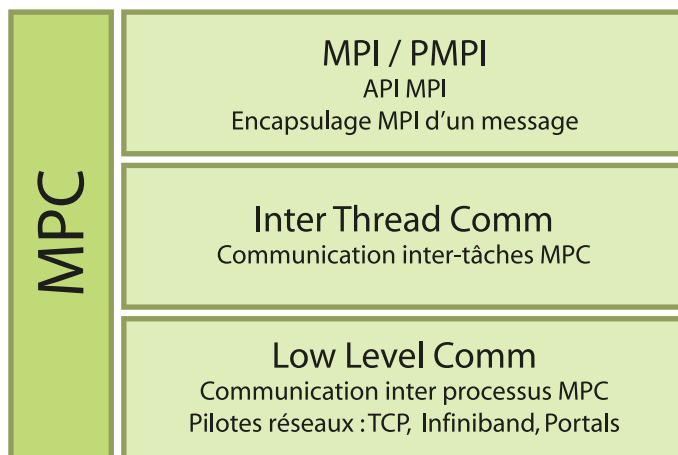 MPC
MPI / PMPI
API MPI
Encapsulage MPI d'un message
Inter Thread Comm
Communication inter-tâches MPC
Low Level Comm
Communication inter processus MPC
Pilotes réseaux : TCP, Infiniband, Portals